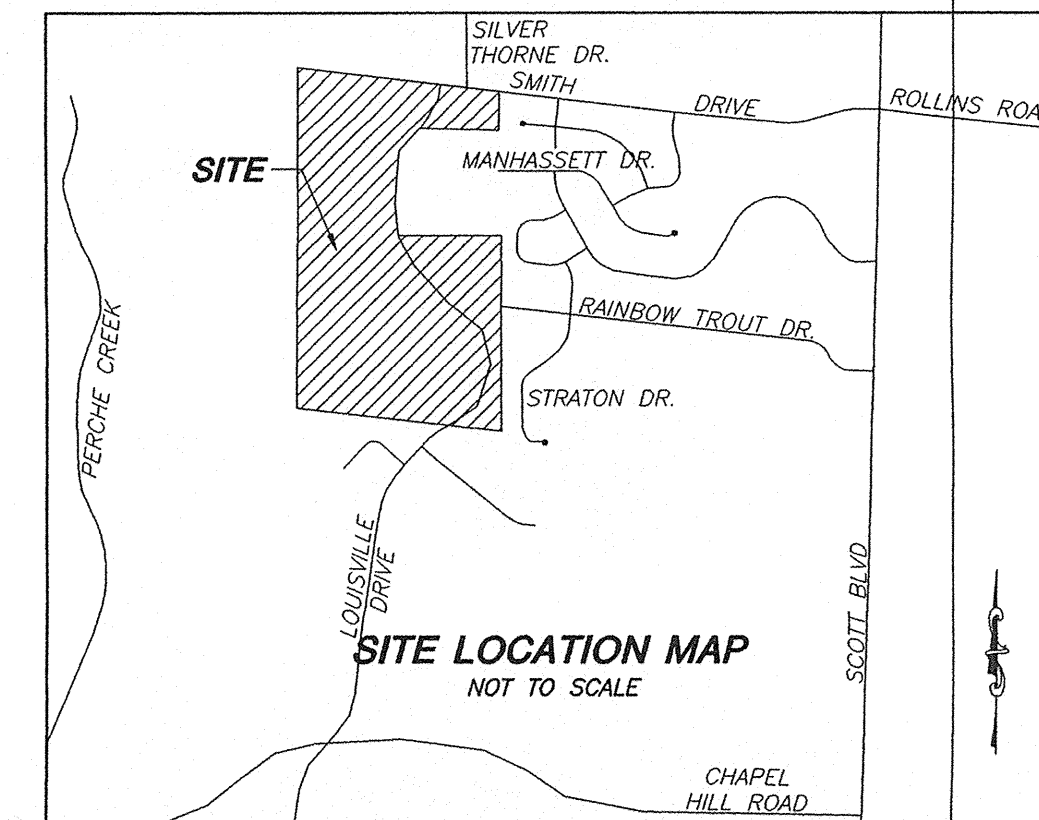 SILVER
THORNE DR.
SMITH
DRIVE
ROLLINS ROA
MANHASSETT DR.
SITE
RAINBOW TROUT DR.
PERCHE CREEK
STRATON DR.
LOUISVILLE
DRIVE
SCOTT BLVD
SITE LOCATION MAP
NOT TO SCALE
CHAPEL
HILL ROAD